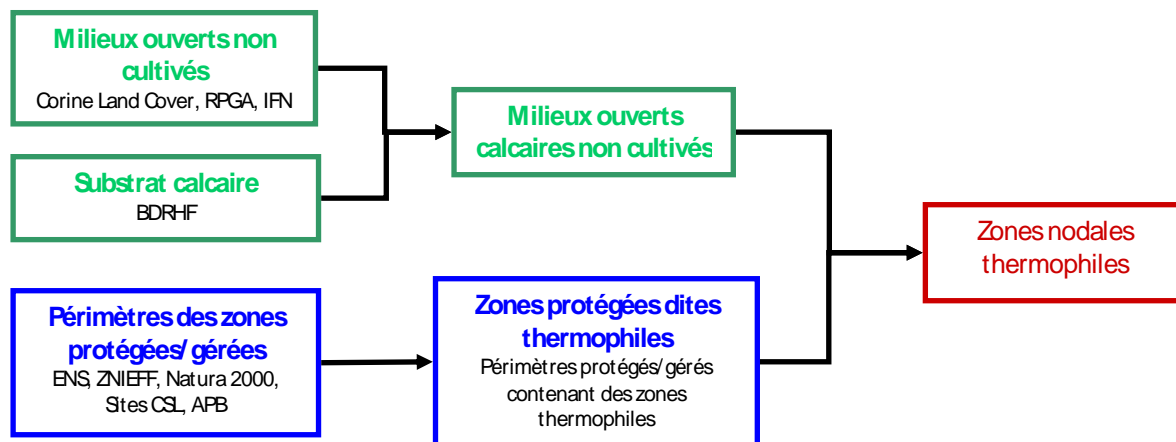 Milieux ouverts non
cultivés
Corine Land Cover, RPGA, IFN
Substrat calcaire
BDRHF
Milieux ouverts
calcaires non cultivés
Périmètres des zones
protégées/gérées
ENS, ZNIEFF, Natura 2000,
Sites CSL, APB
Zones protégées dites
thermophiles
Périmètres protégés/gérés
contenant des zones
thermophiles
Zones nodales
thermophiles